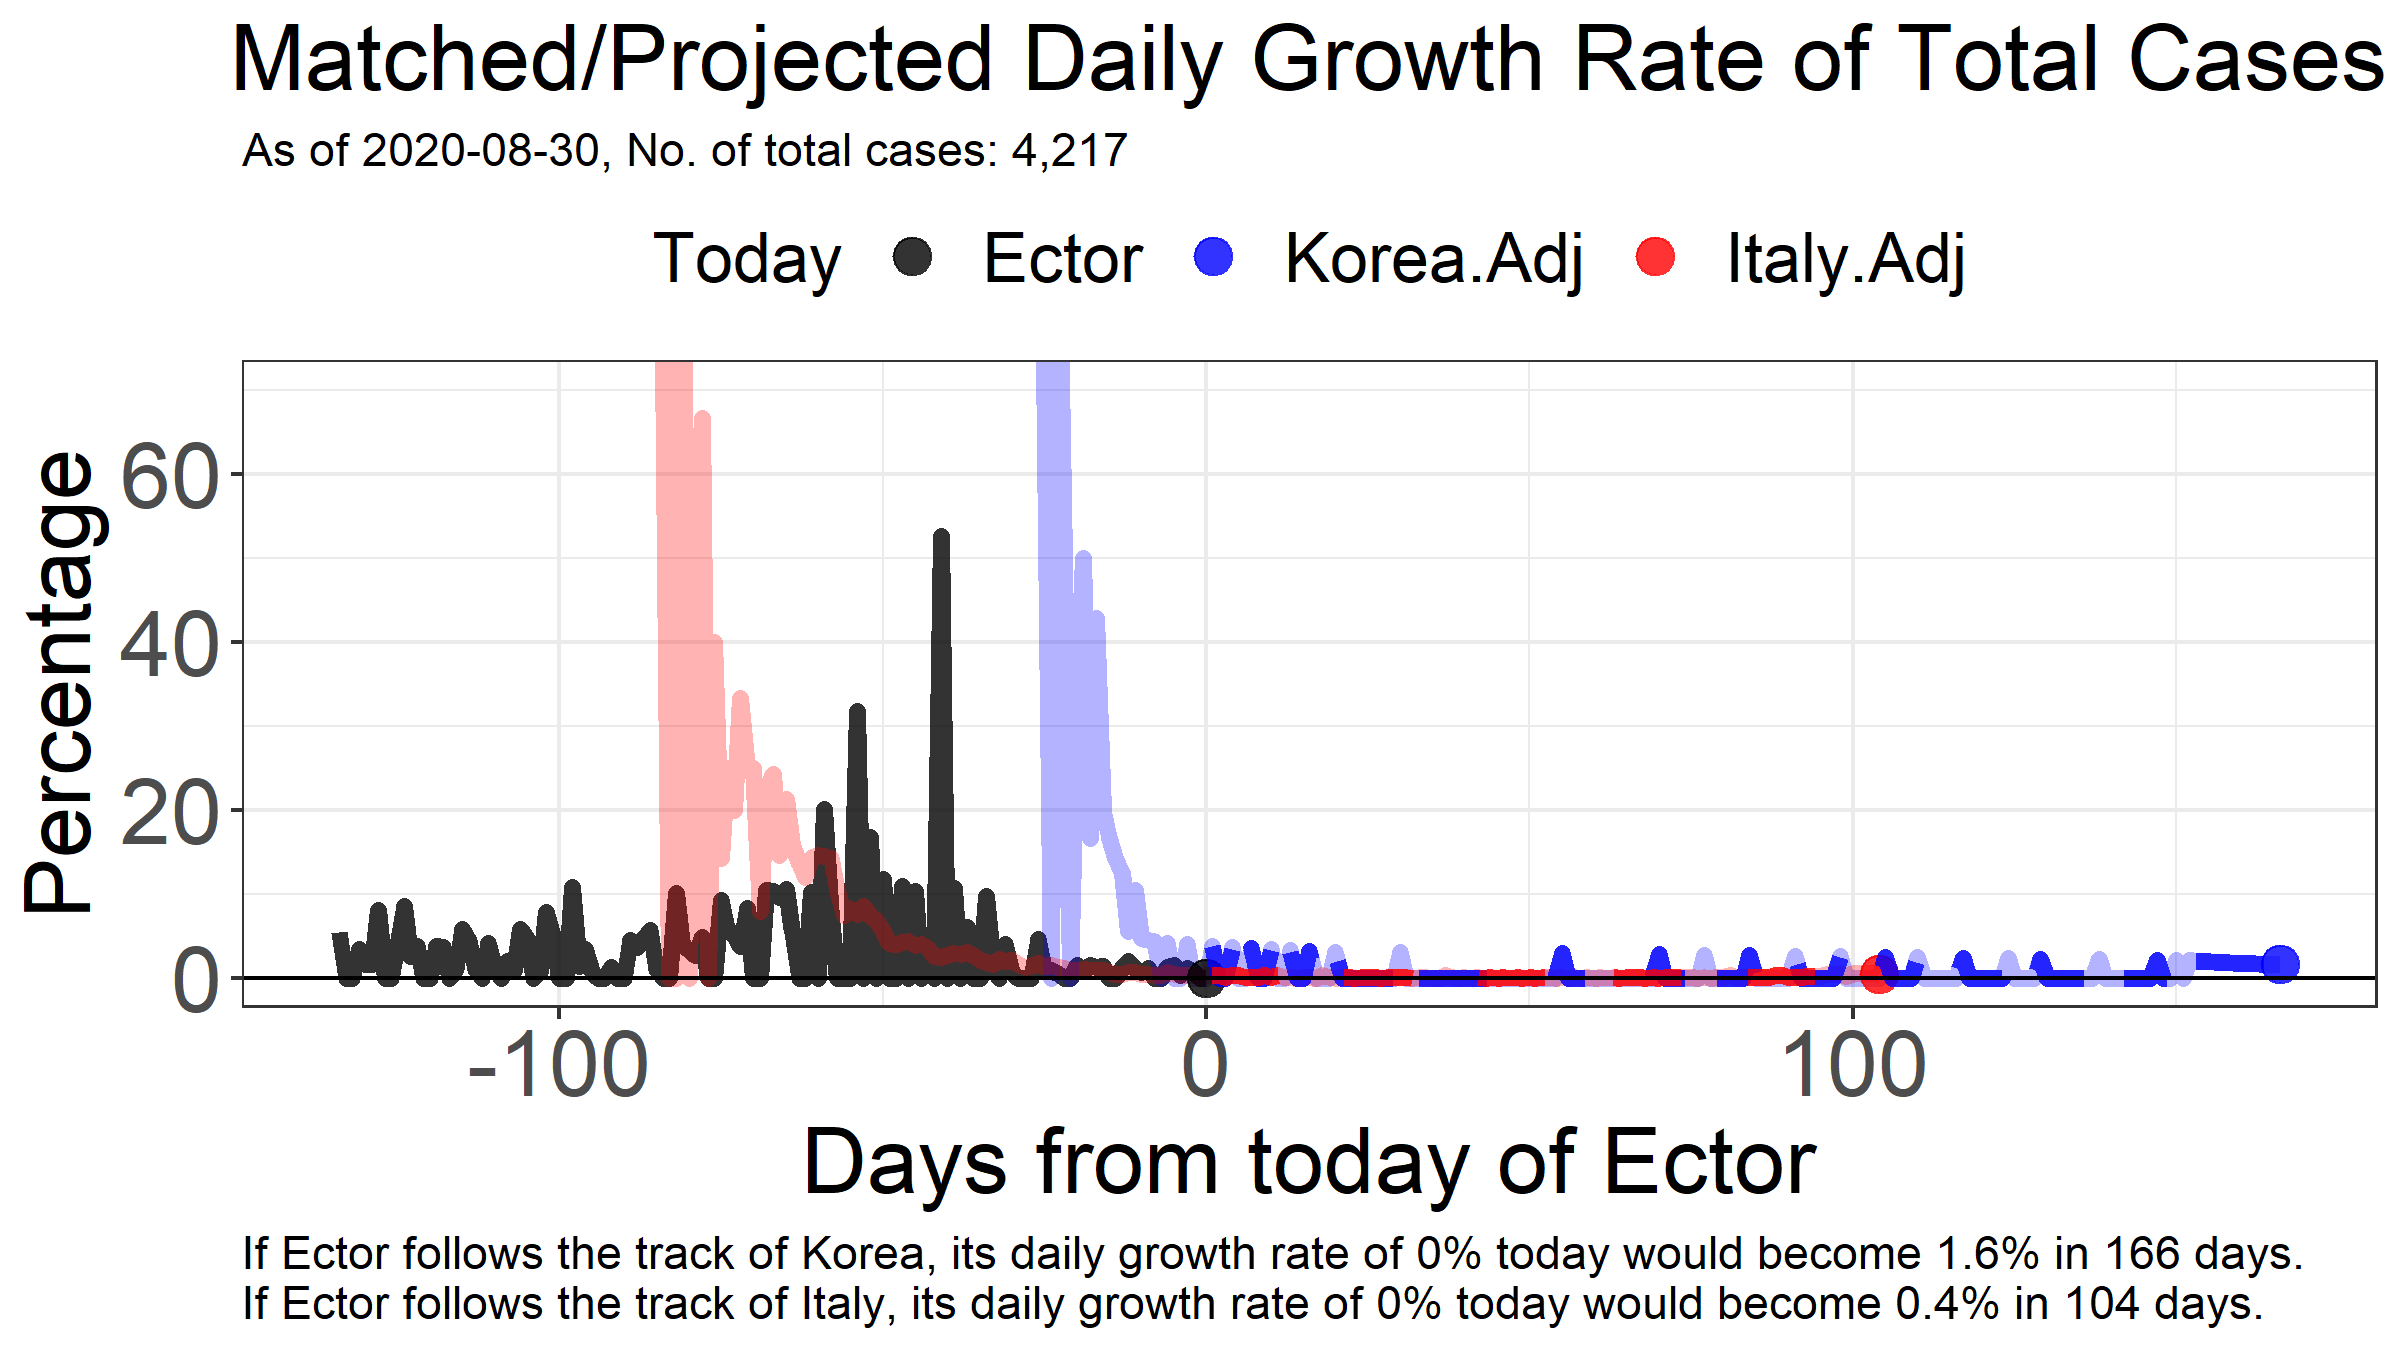 Matched/Projected Daily Growth Rate of Total Cases
As of 2020-08-30, No. of total cases: 4,217
Today Ector Korea.Adj Italy.Adj
Percentage
60
40
20
0
-100 0 100
Days from today of Ector
If Ector follows the track of Korea, its daily growth rate of 0% today would become 1.6% in 166 days.
If Ector follows the track of Italy, its daily growth rate of 0% today would become 0.4% in 104 days.